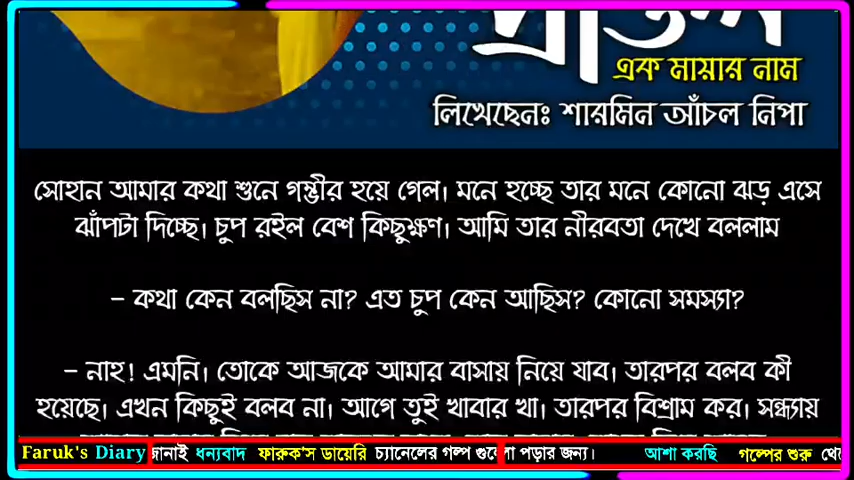 এক মায়ার নাম
লিখেছেনঃ শারমিন আঁচল নিপা
সোহান আমার কথা শুনে গম্ভীর হয়ে গেল। মনে হচ্ছে তার মনে কোনো ঝড় এসে
ঝাঁপটা দিচ্ছে। চুপ রইল বেশ কিছুক্ষণ। আমি তার নীরবতা দেখে বললাম
– কথা কেন বলছিস না? এত চুপ কেন আছিস? কোনো সমস্যা?
– নাহ! এমনি। তোকে আজকে আমার বাসায় নিয়ে যাব। তারপর বলব কী
হয়েছে। এখন কিছুই বলব না। আগে তুই খাবার খা। তারপর বিশ্রাম কর। সন্ধ্যায়
Faruk's Diary জানাই ধন্যবাদ ফারুক'স ডায়েরি চ্যানেলের গল্প গুলো পড়ার জন্য। আশা করছি গল্পের শুরু থে